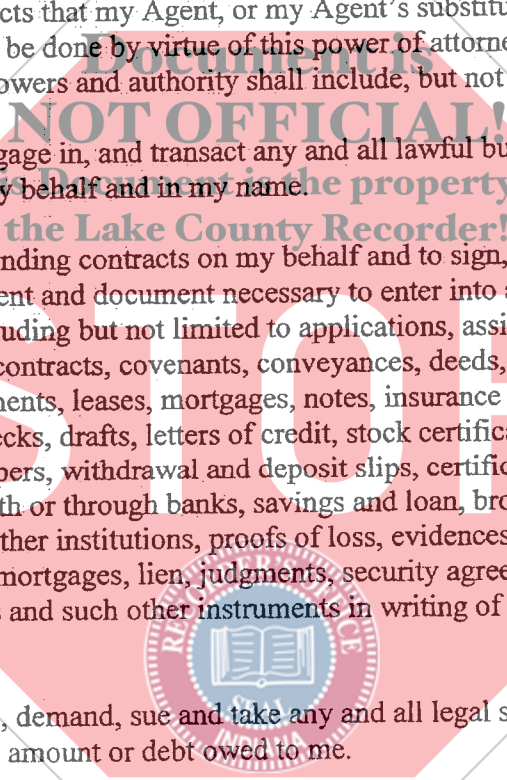 cts that my Agent, or my Agent's substitu
be done by virtue of this power of attorne
Document is
owers and authority shall include, but not
NOT OFFICIAL!
gage in, and transact any and all lawful bu
y behalf and in my name.
is Document is the property
the Lake County Recorder!
nding contracts on my behalf and to sign,
ent and document necessary to enter into a
uding but not limited to applications, assi
contracts, covenants, conveyances, deeds,
nents, leases, mortgages, notes, insurance
STOP
ecks, drafts, letters of credit, stock certifica
pers, withdrawal and deposit slips, certific
th or through banks, savings and loan, bro
ther institutions, proofs of loss, evidences
mortgages, lien, judgments, security agree
s and such other instruments in writing of
SEAL
INDIANA
, demand, sue and take any and all legal s
amount or debt owed to me.